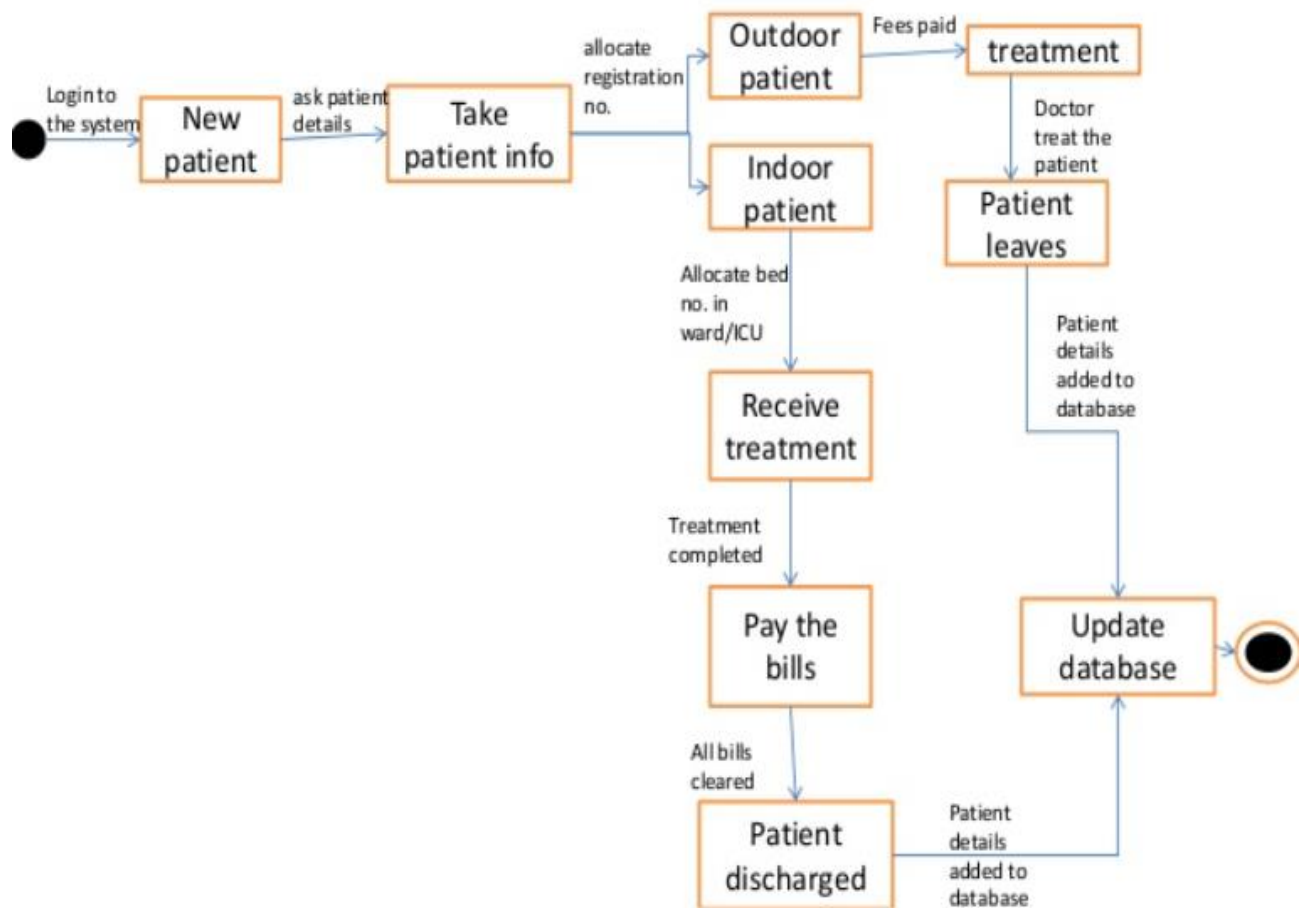 Login to
the system
New
patient
ask patient
details
Take
patient info
allocate
registration
no.
Outdoor
patient
Fees paid
treatment
Doctor
treat the
patient
Patient
leaves
Patient
details
added to
database
Indoor
patient
Allocate bed
no. in
ward/ICU
Receive
treatment
Treatment
completed
Pay the
bills
All bills
cleared
Patient
discharged
Patient
details
added to
database
Update
database